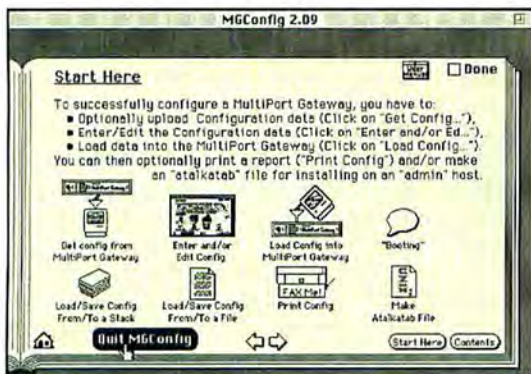 MGConfig 2.09
Start Here
Done
To successfully configure a MultiPort Gateway, you have to:
■ Optionally upload Configuration data (Click on "Get Config..."),
■ Enter/Edit the Configuration data (Click on "Enter and/or Ed..."),
■ Load data into the MultiPort Gateway (Click on "Load Config...").
You can then optionally print a report ("Print Config") and/or make
an "atalkatab" file for installing on an "admin" host.
Get config from
MultiPort Gateway
Enter and/or
Edit Config
Load Config into
MultiPort Gateway
"Booting"
FAX Me!
Load/Save Config
From/To a Stack
Load/Save Config
From/To a File
Print Config
Make
Atalkatab File
Quit MGConfig
Start Here
Contents